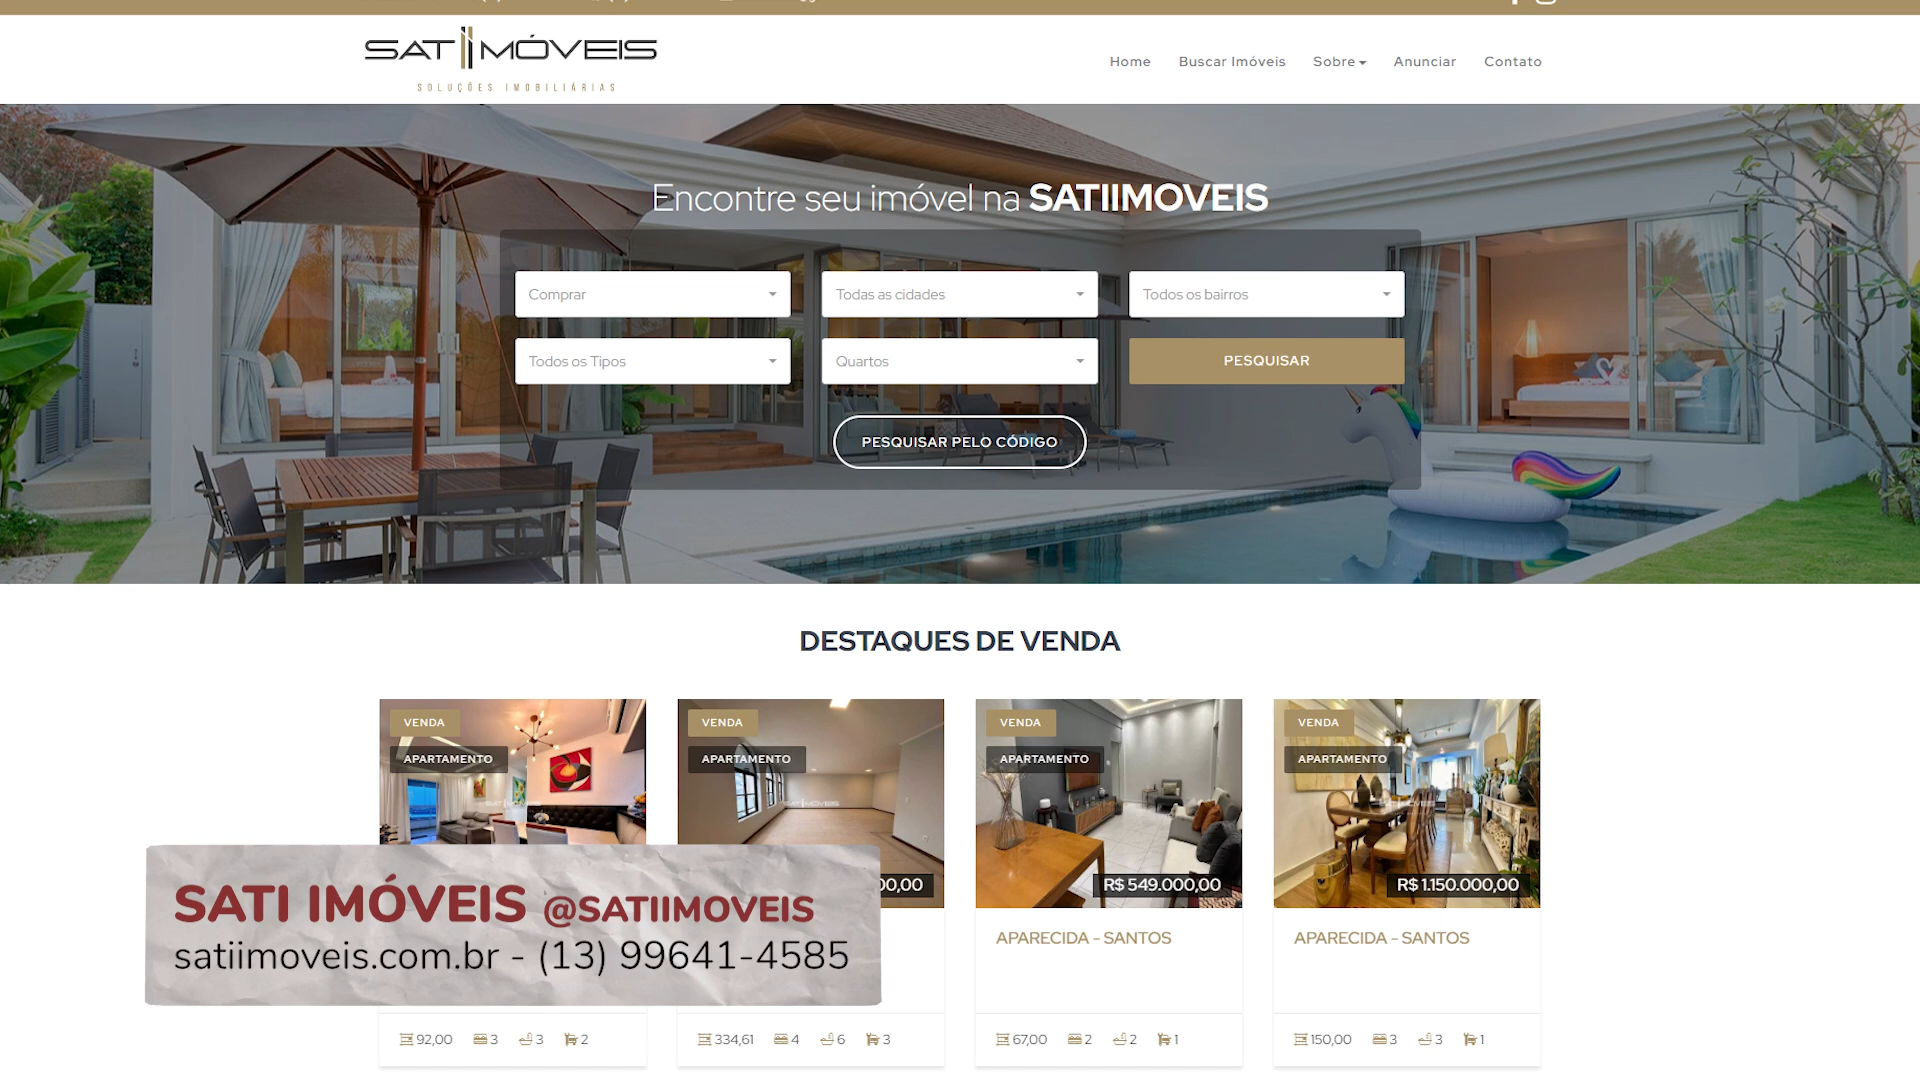 SATIIMÓVEIS
SOLUÇÕES IMOBILIÁRIAS
Home
Buscar Imóveis
Sobre
Anunciar
Contato
Encontre seu imóvel na SATIIMOVEIS
Comprar
Todas as cidades
Todos os bairros
Todos os Tipos
Quartos
PESQUISAR
PESQUISAR PELO CÓDIGO
DESTAQUES DE VENDA
VENDA
APARTAMENTO
VENDA
APARTAMENTO
VENDA
APARTAMENTO
VENDA
APARTAMENTO
00,00
R$ 549.000,00
R$ 1.150.000,00
APARECIDA - SANTOS
APARECIDA - SANTOS
SATI IMÓVEIS @SATIIMOVEIS
satiimoveis.com.br - (13) 99641-4585
92,00 3 3 2
334,61 4 6 3
67,00 2 2 1
150,00 3 3 1